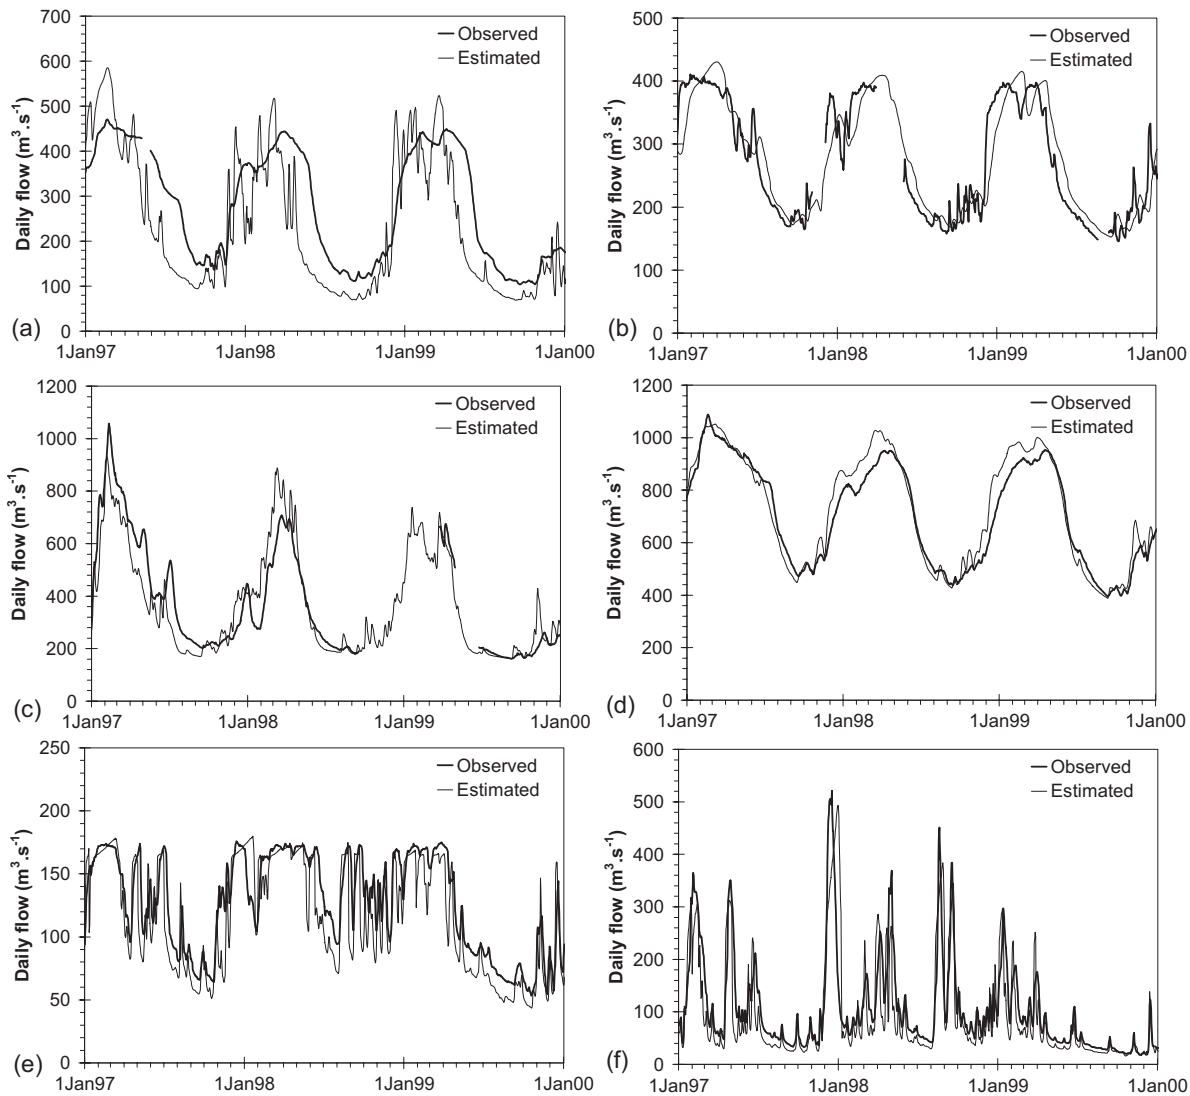 700
600
500
400
300
200
100
0
Daily flow (m³.s⁻¹)
Observed
Estimated
(a)
1Jan97
1Jan98
1Jan99
1Jan00
500
400
300
200
100
0
Daily flow (m³.s⁻¹)
Observed
Estimated
(b)
1Jan97
1Jan98
1Jan99
1Jan00
1200
1000
800
600
400
200
0
Daily flow (m³.s⁻¹)
Observed
Estimated
(c)
1Jan97
1Jan98
1Jan99
1Jan00
1200
1000
800
600
400
200
0
Daily flow (m³.s⁻¹)
Observed
Estimated
(d)
1Jan97
1Jan98
1Jan99
1Jan00
250
200
150
100
50
0
Daily flow (m³.s⁻¹)
Observed
Estimated
(e)
1Jan97
1Jan98
1Jan99
1Jan00
600
500
400
300
200
100
0
Daily flow (m³.s⁻¹)
Observed
Estimated
(f)
1Jan97
1Jan98
1Jan99
1Jan00